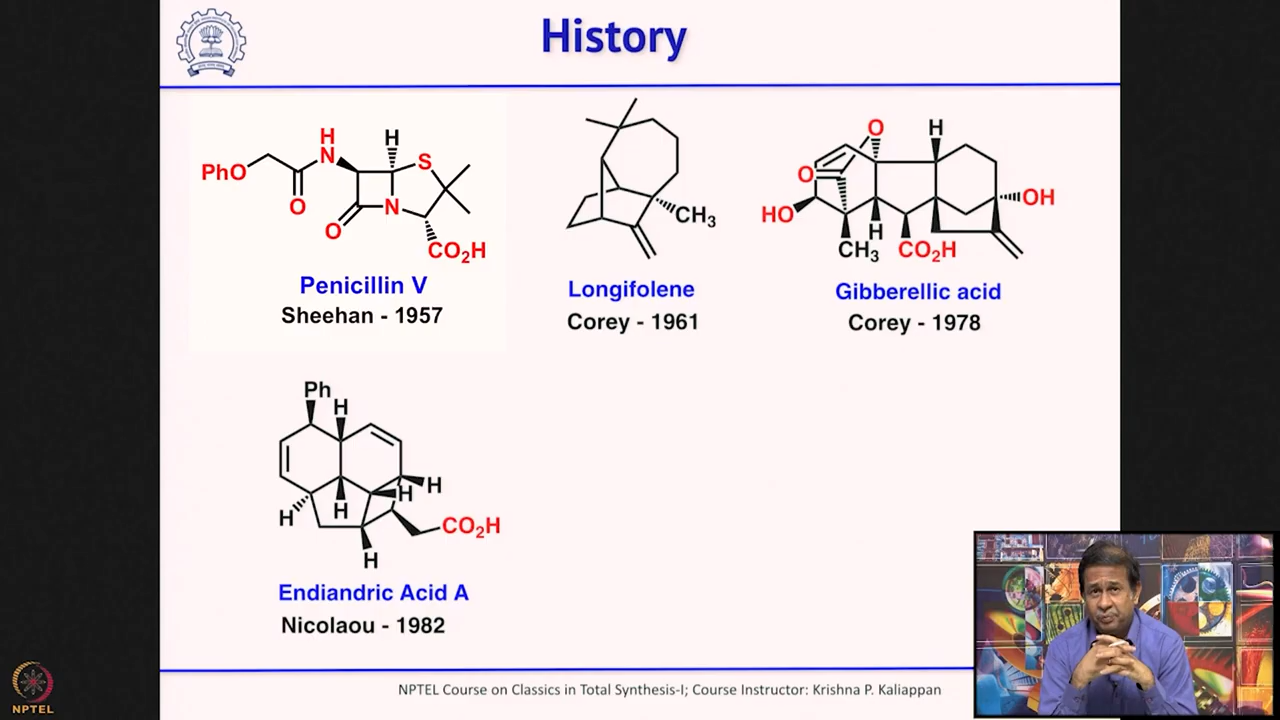 History
Penicillin V
Sheehan - 1957
Longifolene
Corey - 1961
Gibberellic acid
Corey - 1978
PhO
O
H
N
O
H
S
N
CO₂H
CH₃
HO
O
O
H
OH
H
CH₃
CO₂H
Ph
H
H
H
H
H
H
CO₂H
Endiandric Acid A
Nicolaou - 1982
NPTEL Course on Classics in Total Synthesis-I; Course Instructor: Krishna P. Kaliappan
NPTEL